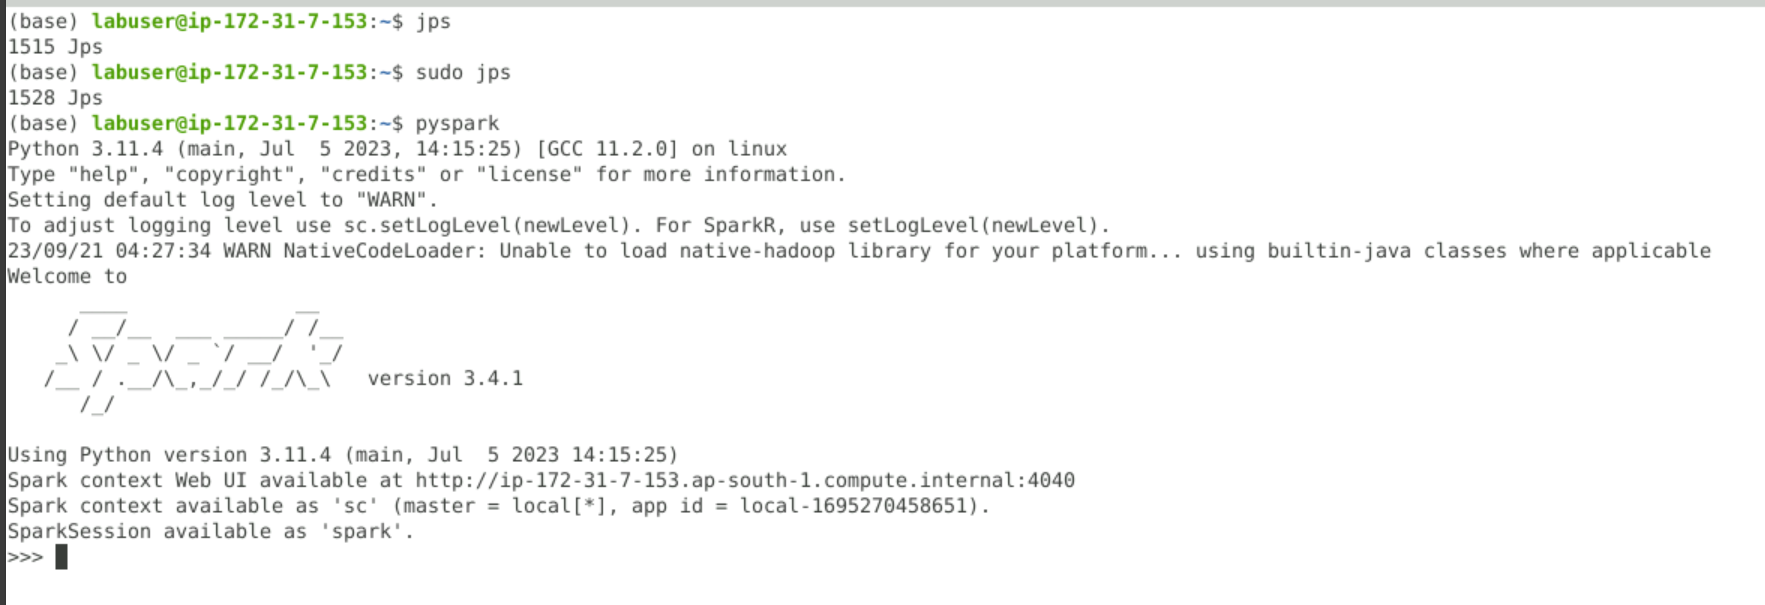 (base) labuser@ip-172-31-7-153:~$ jps
1515 Jps
(base) labuser@ip-172-31-7-153:~$ sudo jps
1528 Jps
(base) labuser@ip-172-31-7-153:~$ pyspark
Python 3.11.4 (main, Jul  5 2023, 14:15:25) [GCC 11.2.0] on linux
Type "help", "copyright", "credits" or "license" for more information.
Setting default log level to "WARN".
To adjust logging level use sc.setLogLevel(newLevel). For SparkR, use setLogLevel(newLevel).
23/09/21 04:27:34 WARN NativeCodeLoader: Unable to load native-hadoop library for your platform... using builtin-java classes where applicable
Welcome to
      ____              __
     / __/__  ___ _____/ /__
    _\ \/ _ \/ _ `/ __/  '_/
   /__ / .__/\_,_/_/ /_/\_\   version 3.4.1
      /_/
Using Python version 3.11.4 (main, Jul  5 2023 14:15:25)
Spark context Web UI available at http://ip-172-31-7-153.ap-south-1.compute.internal:4040
Spark context available as 'sc' (master = local[*], app id = local-1695270458651).
SparkSession available as 'spark'.
>>>